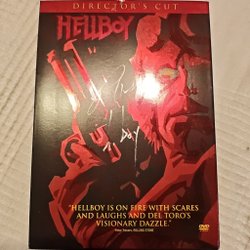 DIRECTOR'S CUT
HELLBOY
"HELLBOY IS ON FIRE WITH SCARES
AND LAUGHS AND DEL TORO'S
VISIONARY DAZZLE."
DVD